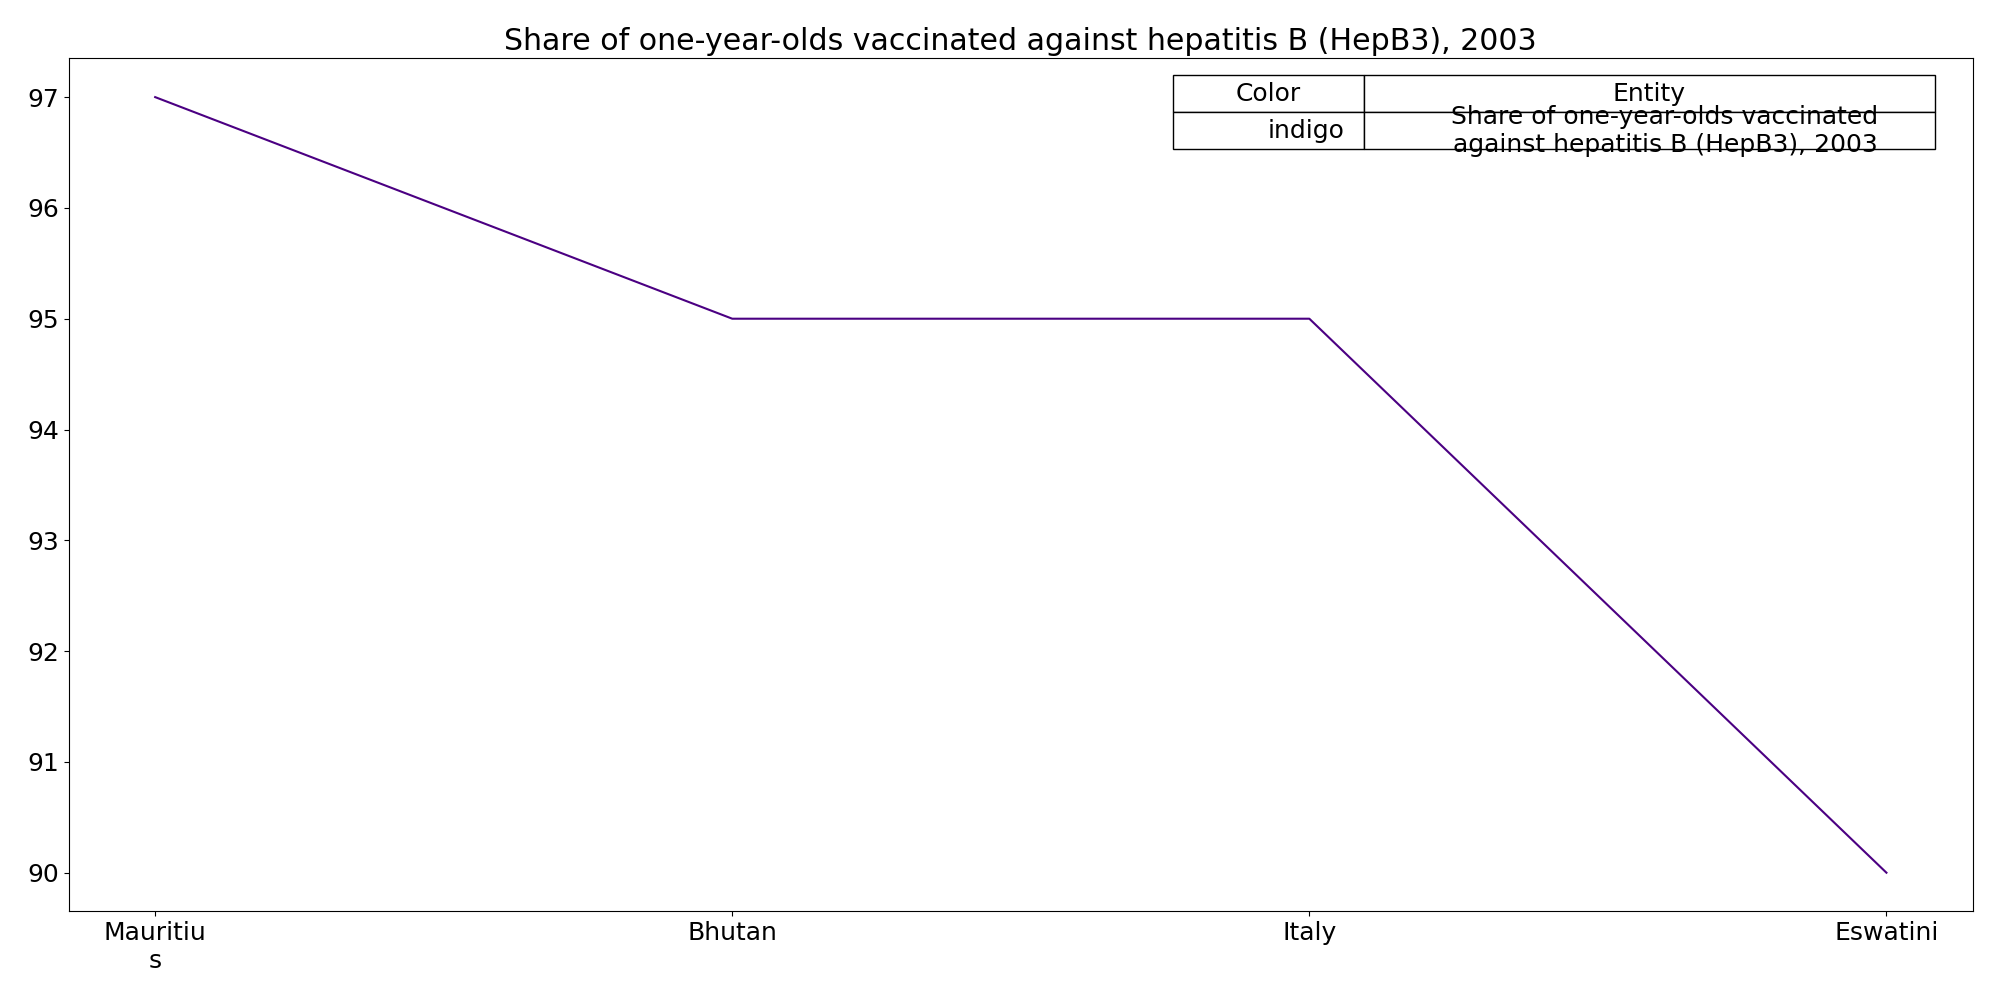 Share of one-year-olds vaccinated against hepatitis B (HepB3), 2003
Color Entity
indigo Share of one-year-olds vaccinated
against hepatitis B (HepB3), 2003
97
96
95
94
93
92
91
90
Mauritiu
s
Bhutan
Italy
Eswatini